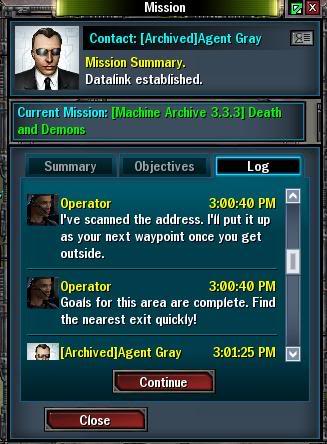 Mission
Contact: [Archived]Agent Gray
Mission Summary.
Datalink established.
Current Mission: [Machine Archive 3.3.3] Death
and Demons
Summary
Objectives
Log
Operator 3:00:40 PM
I've scanned the address. I'll put it up
as your next waypoint once you get
outside.
Operator 3:00:40 PM
Goals for this area are complete. Find
the nearest exit quickly!
[Archived]Agent Gray 3:01:25 PM
Continue
Close